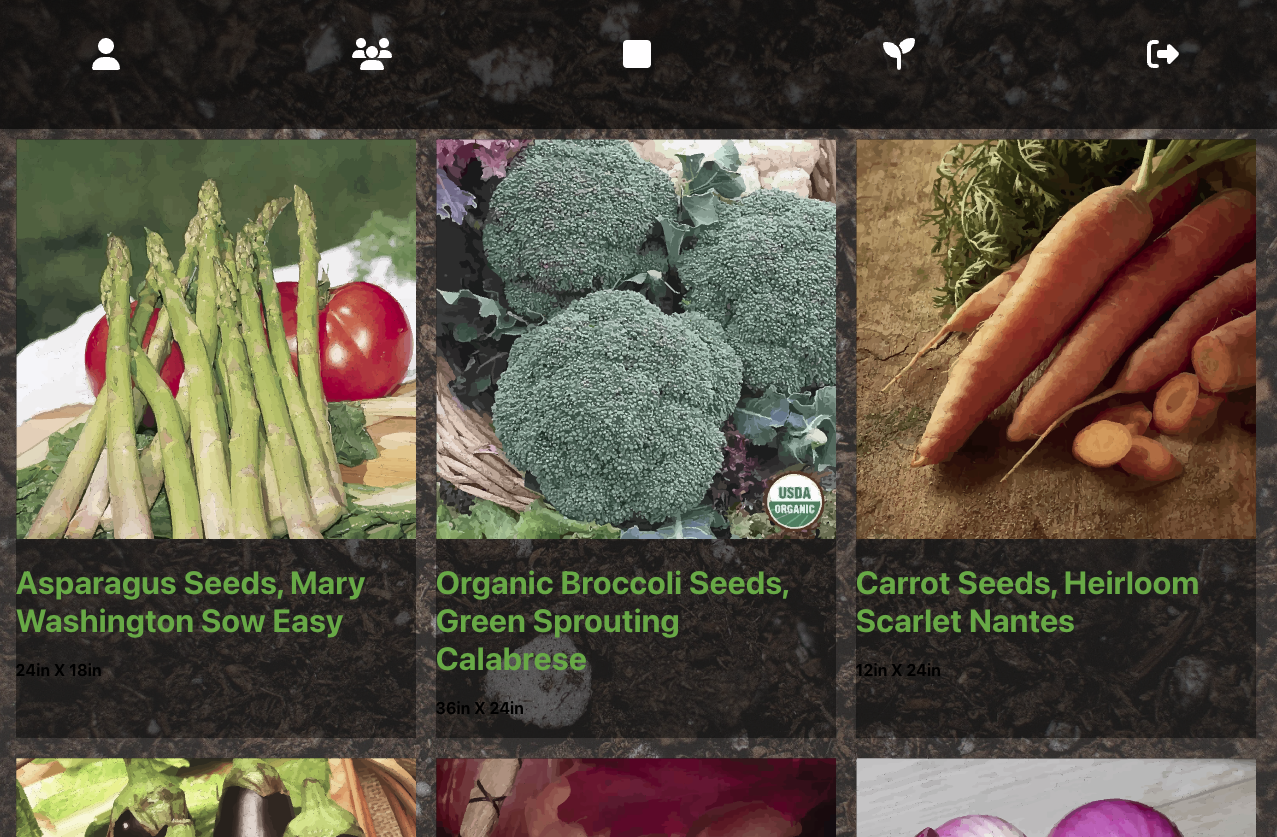 USDA
ORGANIC
Asparagus Seeds, Mary
Washington Sow Easy
24in X 18in
Organic Broccoli Seeds,
Green Sprouting
Calabrese
36in X 24in
Carrot Seeds, Heirloom
Scarlet Nantes
12in X 24in